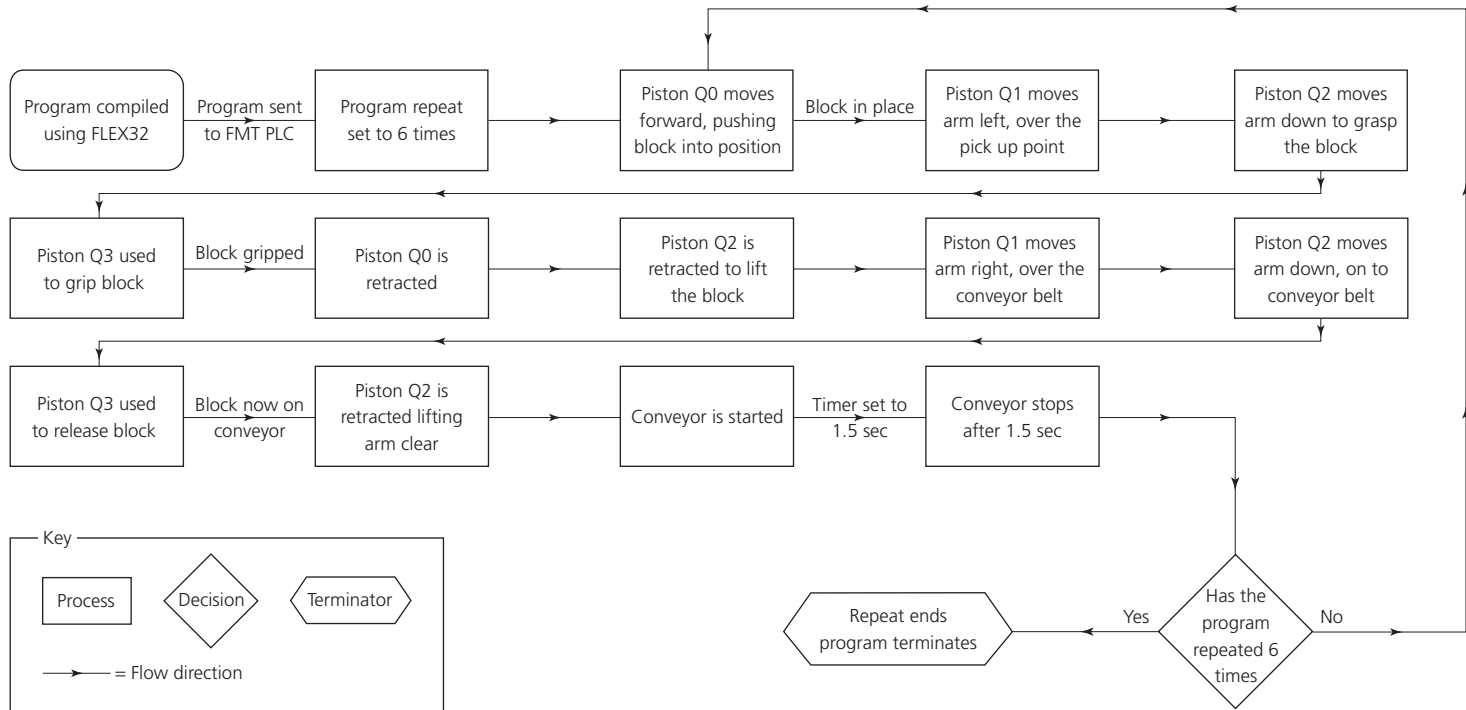 Program compiled
using FLEX32
Program sent
to FMT PLC
Program repeat
set to 6 times
Piston Q0 moves
forward, pushing
block into position
Block in place
Piston Q1 moves
arm left, over the
pick up point
Piston Q2 moves
arm down to grasp
the block
Piston Q3 used
to grip block
Block gripped
Piston Q0 is
retracted
Piston Q2 is
retracted to lift
the block
Piston Q1 moves
arm right, over the
conveyor belt
Piston Q2 moves
arm down, on to
conveyor belt
Piston Q3 used
to release block
Block now on
conveyor
Piston Q2 is
retracted lifting
arm clear
Conveyor is started
Timer set to
1.5 sec
Conveyor stops
after 1.5 sec
Has the
program
repeated 6
times
Yes
No
Repeat ends
program terminates
Key
Process
Decision
Terminator
= Flow direction